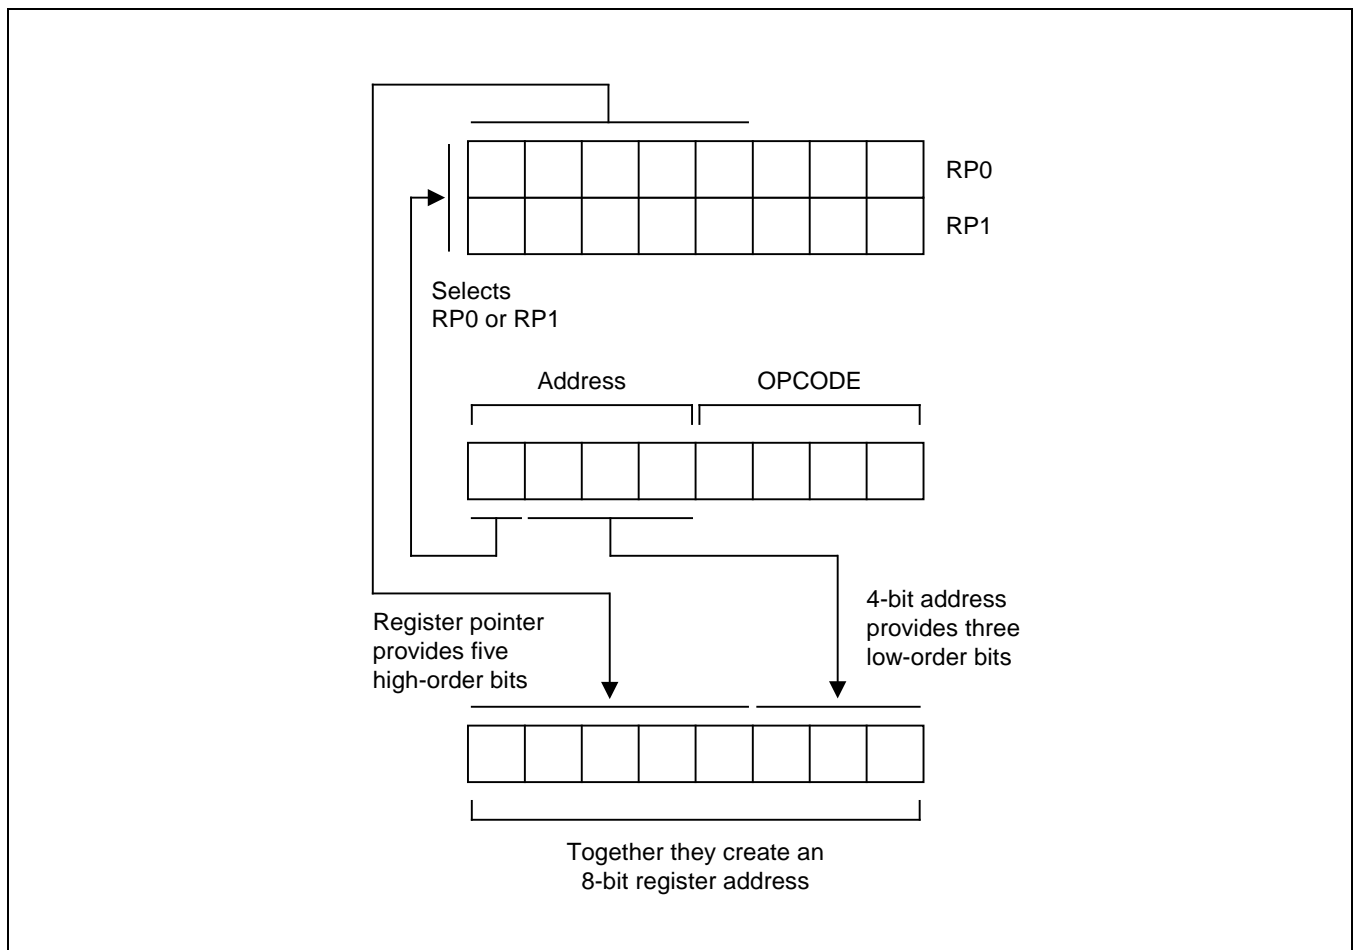 RP0
RP1
Selects
RP0 or RP1
Address
OPCODE
Register pointer
provides five
high-order bits
4-bit address
provides three
low-order bits
Together they create an
8-bit register address